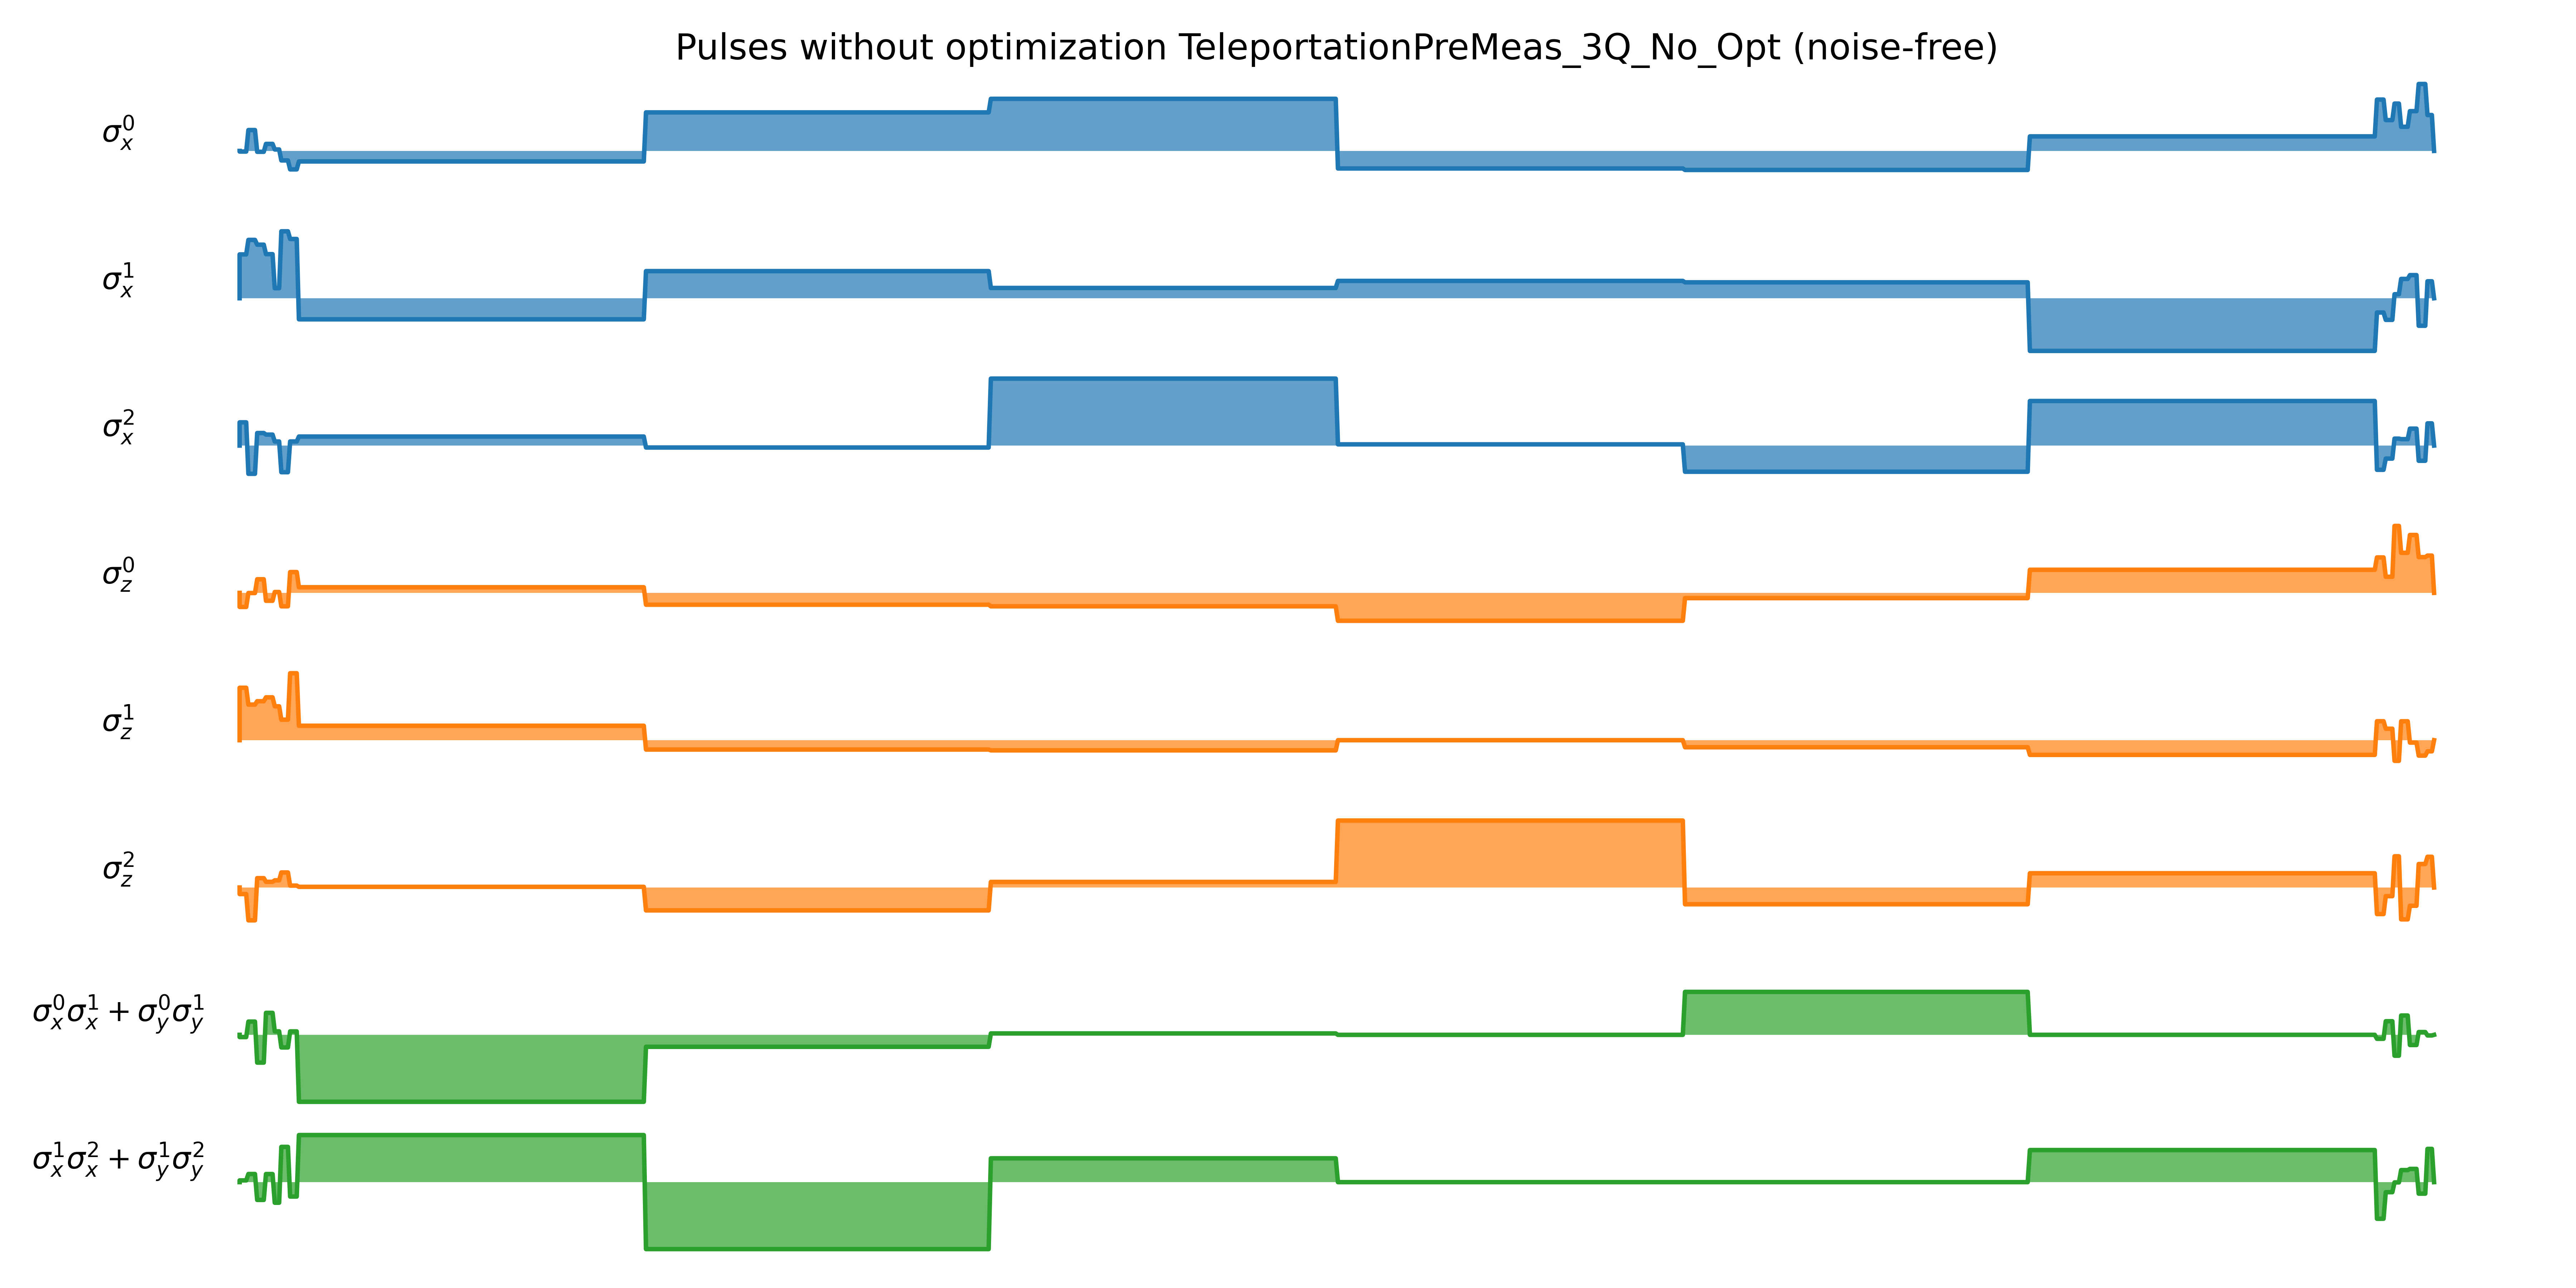 Pulses without optimization TeleportationPreMeas_3Q_No_Opt (noise-free)
σ_x^0
σ_x^1
σ_x^2
σ_z^0
σ_z^1
σ_z^2
σ_x^0σ_x^1 + σ_y^0σ_y^1
σ_x^1σ_x^2 + σ_y^1σ_y^2